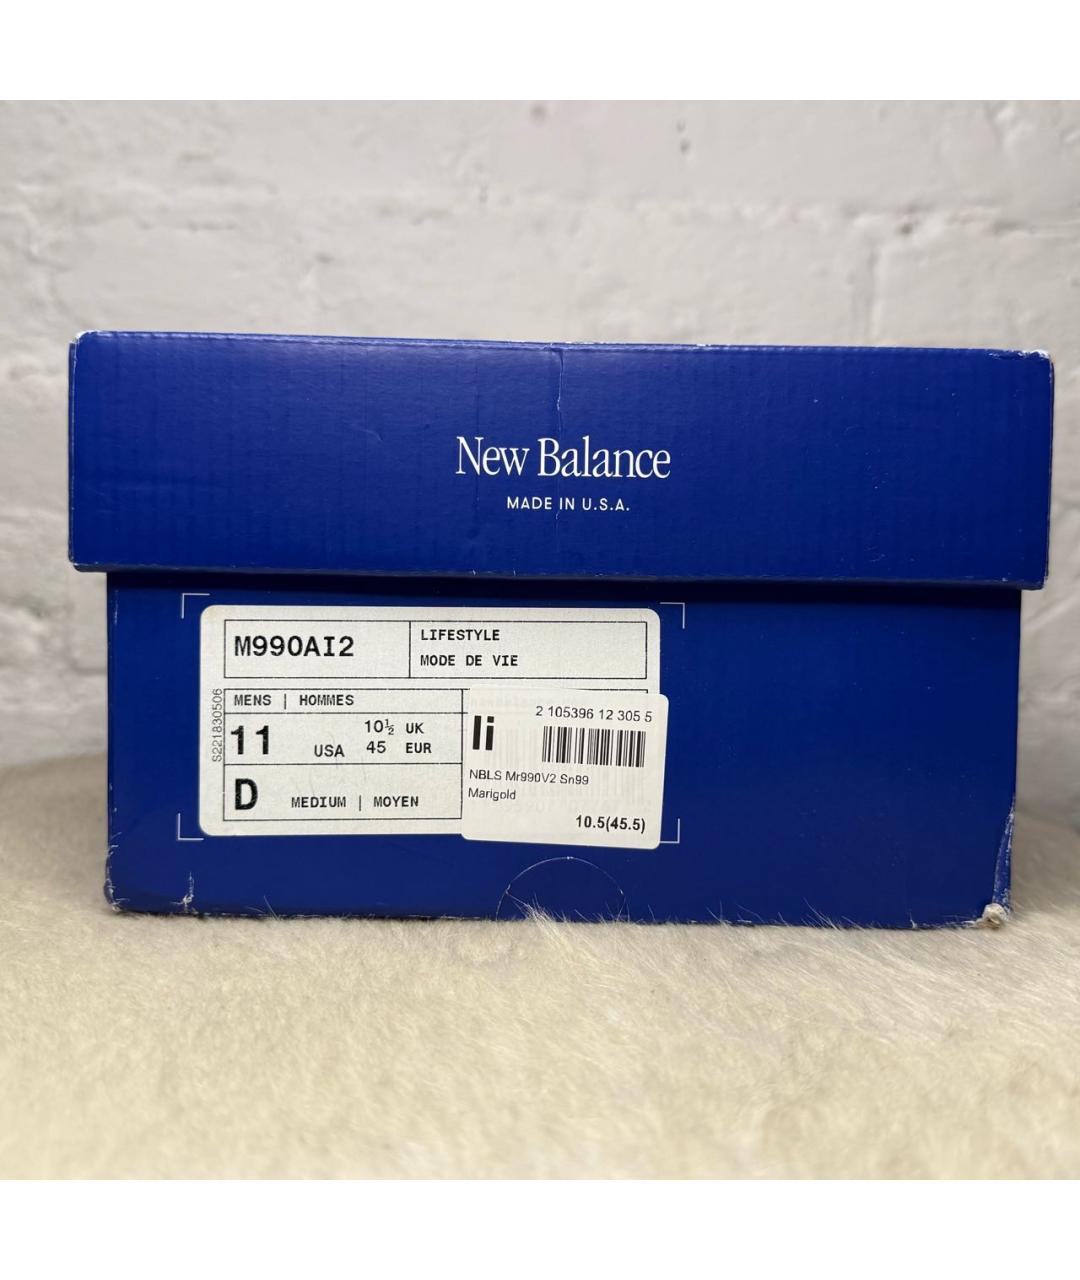 New Balance
MADE IN U.S.A.
M990AI2
LIFESTYLE
MODE DE VIE
S221830506
MENS | HOMMES
11 USA
10½ UK
45 EUR
D MEDIUM | MOYEN
li
2 105396 12 305 5
NBLS Mr990V2 Sn99
Marigold
10.5(45.5)